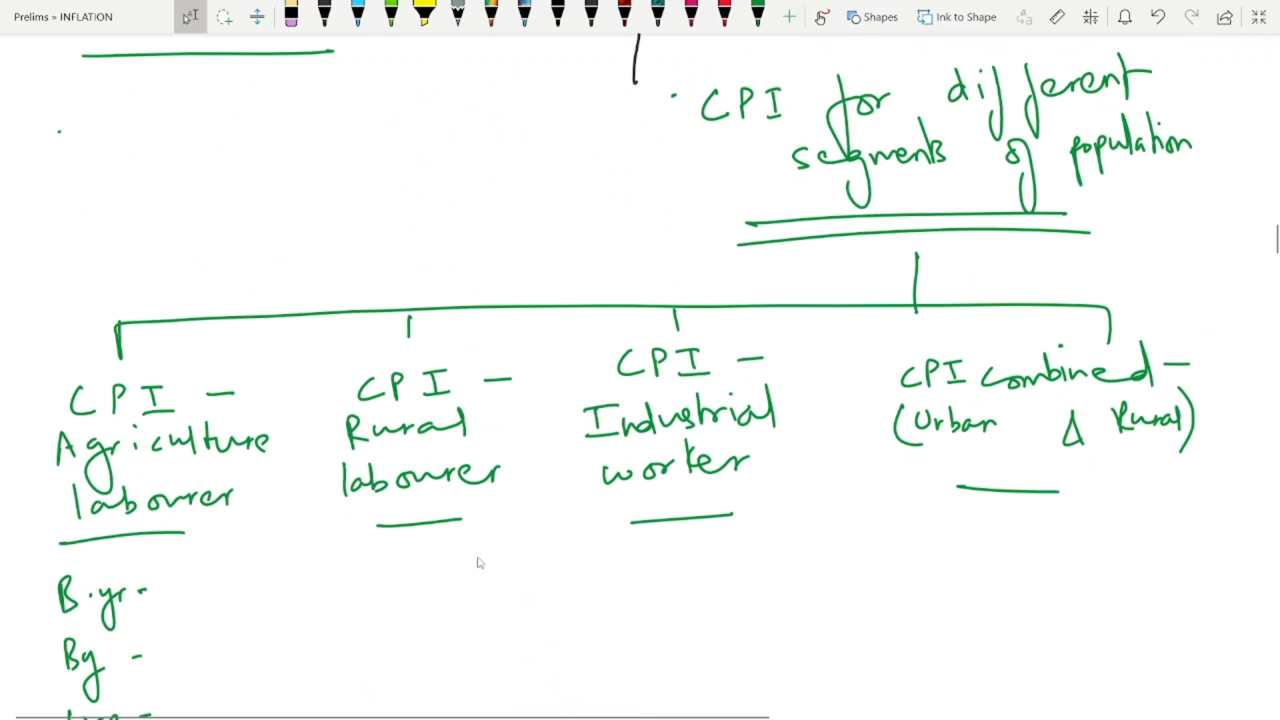 Prelims » INFLATION
Shapes
Ink to Shape
CPI for different
segments of population
CPI -
Agriculture
labourer
CPI -
Rural
labourer
CPI -
Industrial
worker
CPI combined -
(Urban & Rural)
B.yr-
By -